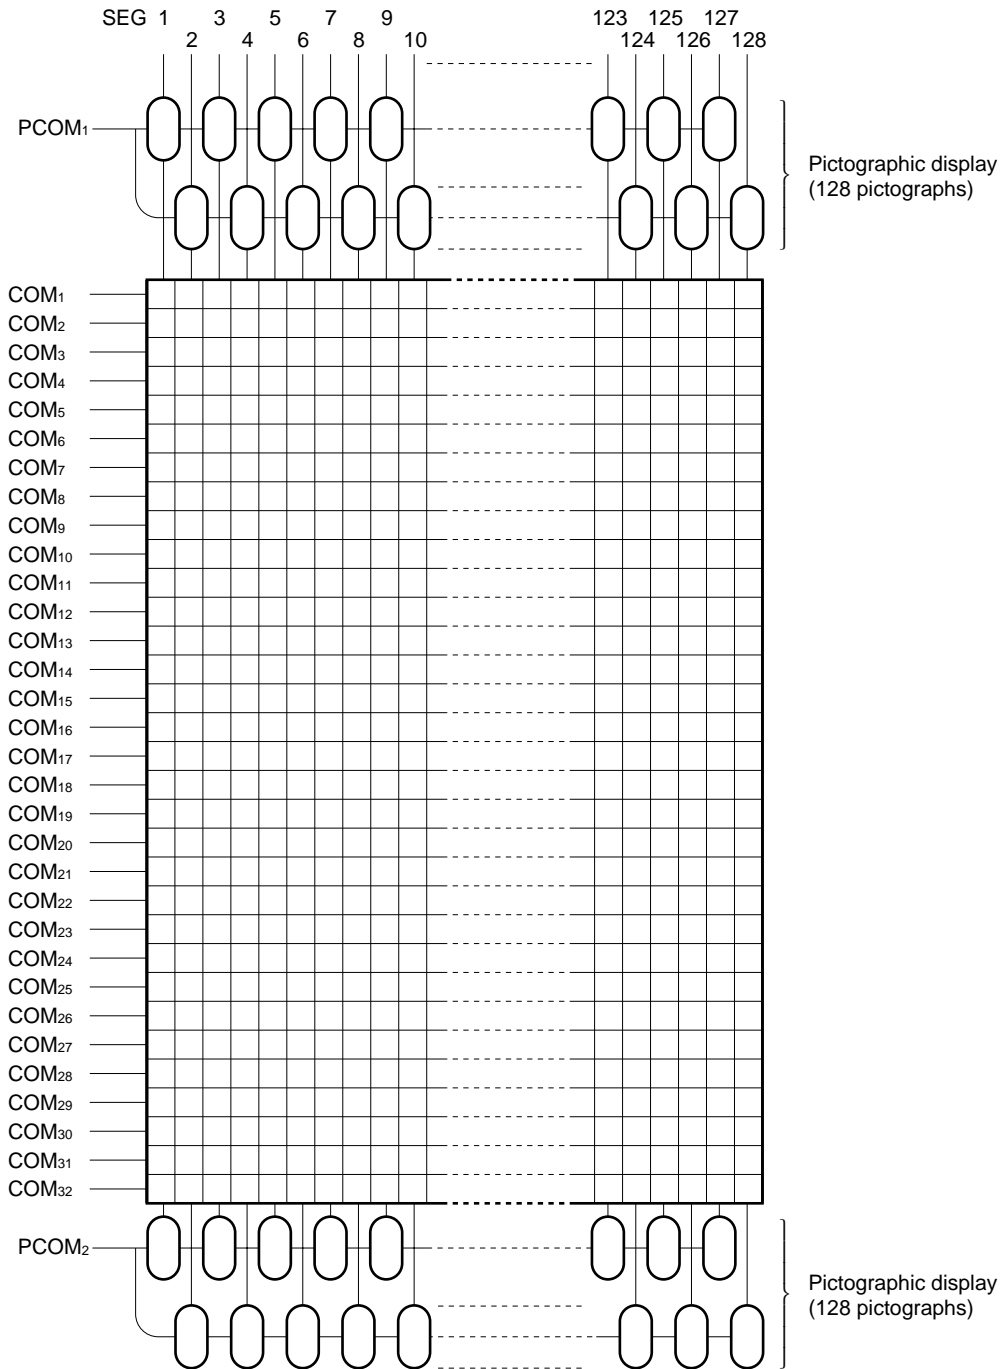 SEG 1 3 5 7 9 123 125 127
2 4 6 8 10 124 126 128
PCOM1
Pictographic display
(128 pictographs)
COM1
COM2
COM3
COM4
COM5
COM6
COM7
COM8
COM9
COM10
COM11
COM12
COM13
COM14
COM15
COM16
COM17
COM18
COM19
COM20
COM21
COM22
COM23
COM24
COM25
COM26
COM27
COM28
COM29
COM30
COM31
COM32
PCOM2
Pictographic display
(128 pictographs)